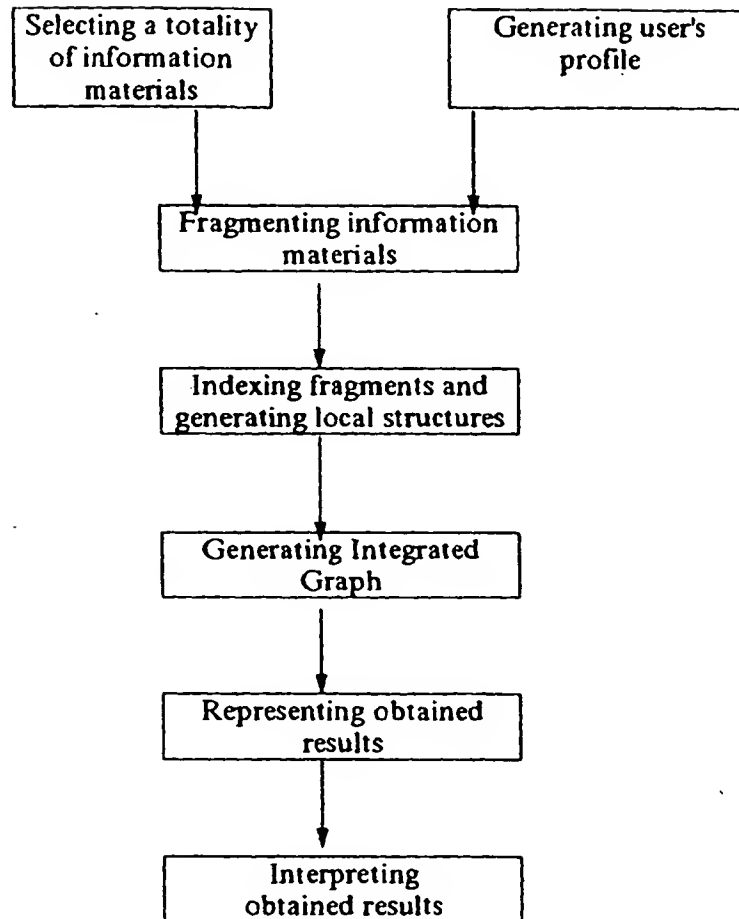 Selecting a totality
of information
materials
Generating user's
profile
Fragmenting information
materials
Indexing fragments and
generating local structures
Generating Integrated
Graph
Representing obtained
results
Interpreting
obtained results